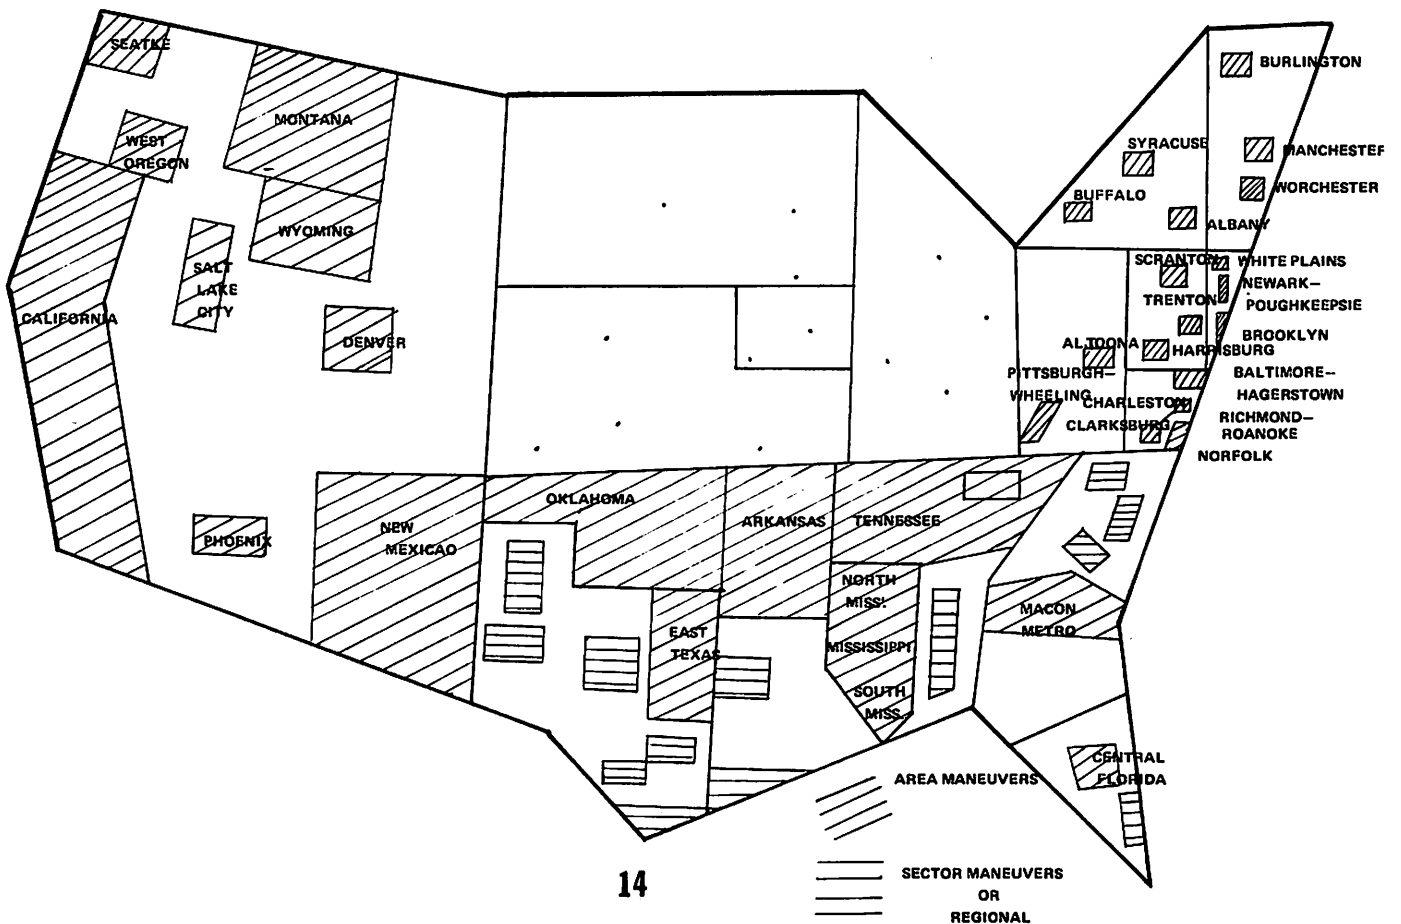 SEATLE
MONTANA
WEST
OREGON
WYOMING
SALT
LAKE
CITY
CALIFORNIA
DENVER
PHOENIX
NEW
MEXICAO
OKLAHOMA
ARKANSAS
TENNESSEE
NORTH
MISS.
EAST
TEXAS
MISSISSIPPI
SOUTH
MISS.
MACON
METRO
CENTRAL
FLORIDA
BURLINGTON
SYRACUSE
MANCHESTER
WORCHESTER
BUFFALO
ALBANY
SCRANTON
WHITE PLAINS
NEWARK—
POUGHKEEPSIE
TRENTON
BROOKLYN
ALTOONA
HARRISBURG
PITTSBURGH—
WHEELING
BALTIMORE—
HAGERSTOWN
CHARLESTON
CLARKSBURG
RICHMOND—
ROANOKE
NORFOLK
AREA MANEUVERS
SECTOR MANEUVERS
OR
REGIONAL
14